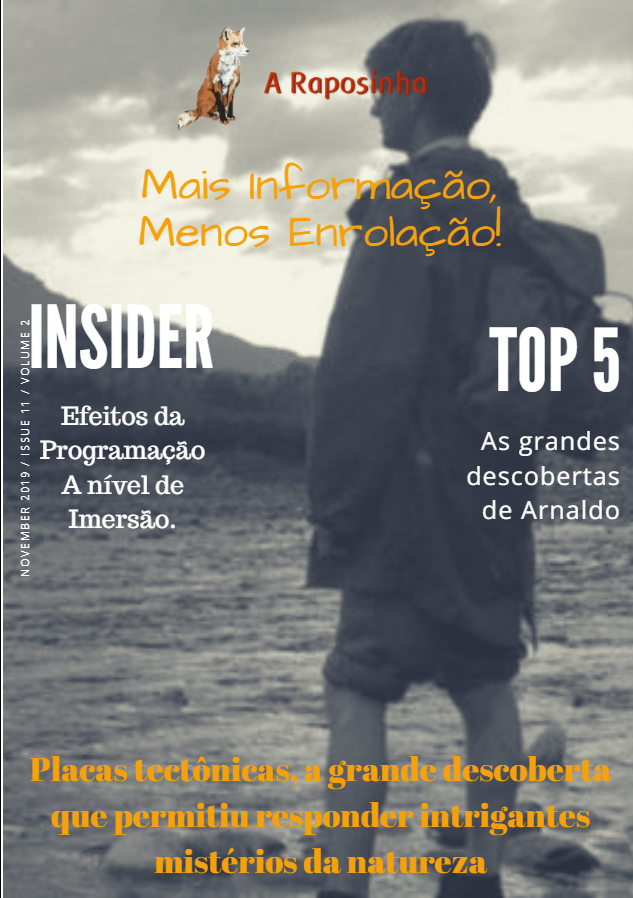 A Raposinha
Mais Informação,
Menos Enrolação!
INSIDER
Efeitos da
Programação
A nível de
Imersão.
NOVEMBER 2019 / ISSUE 11 / VOLUME 2
TOP 5
As grandes
descobertas
de Arnaldo
Placas tectônicas, a grande descoberta
que permitiu responder intrigantes
mistérios da natureza